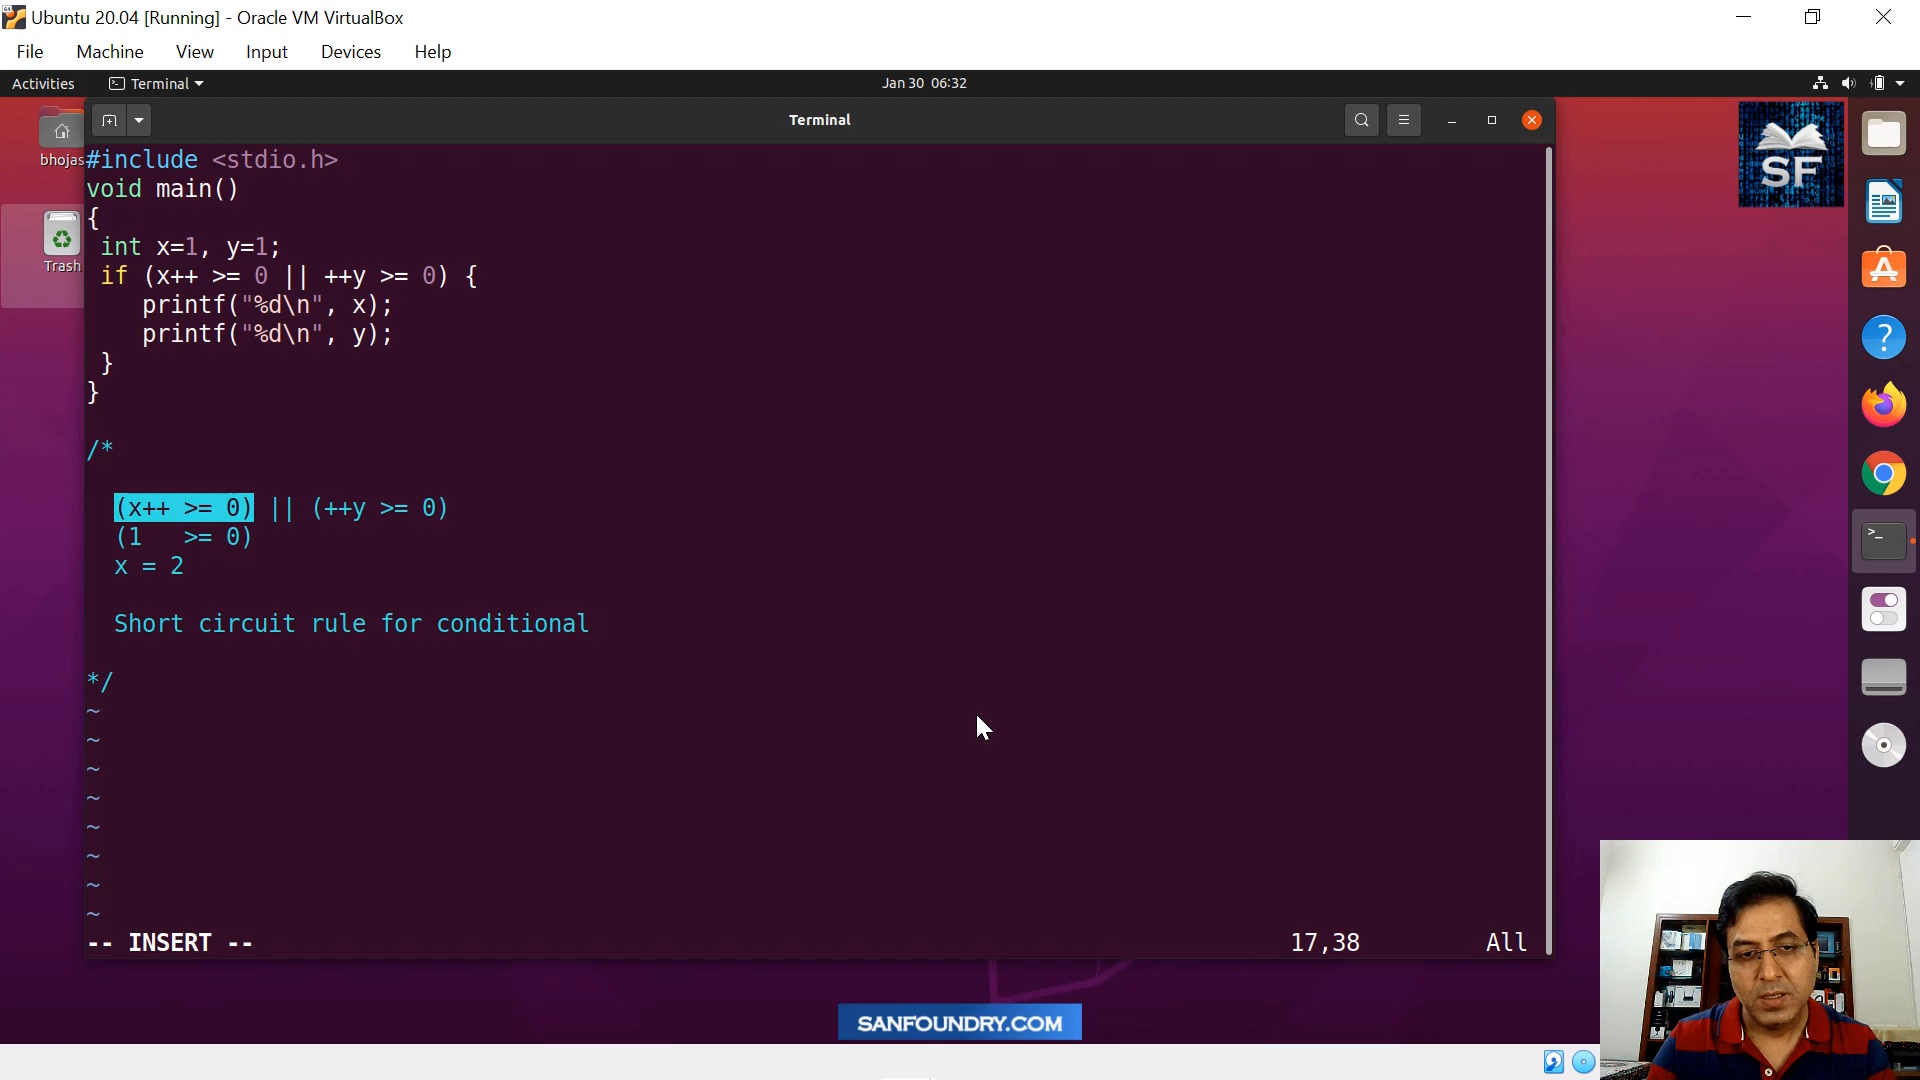 Ubuntu 20.04 [Running] - Oracle VM VirtualBox
File Machine View Input Devices Help
Activities Terminal Jan 30 06:32
Terminal
bhojas
Trash
SF
#include <stdio.h>
void main()
{
int x=1, y=1;
if (x++ >= 0 || ++y >= 0) {
printf("%d\n", x);
printf("%d\n", y);
}
}
/*
(x++ >= 0) || (++y >= 0)
(1 >= 0)
x = 2
Short circuit rule for conditional
*/
~
~
~
~
~
~
~
~
-- INSERT -- 17,38 All
SANFOUNDRY.COM